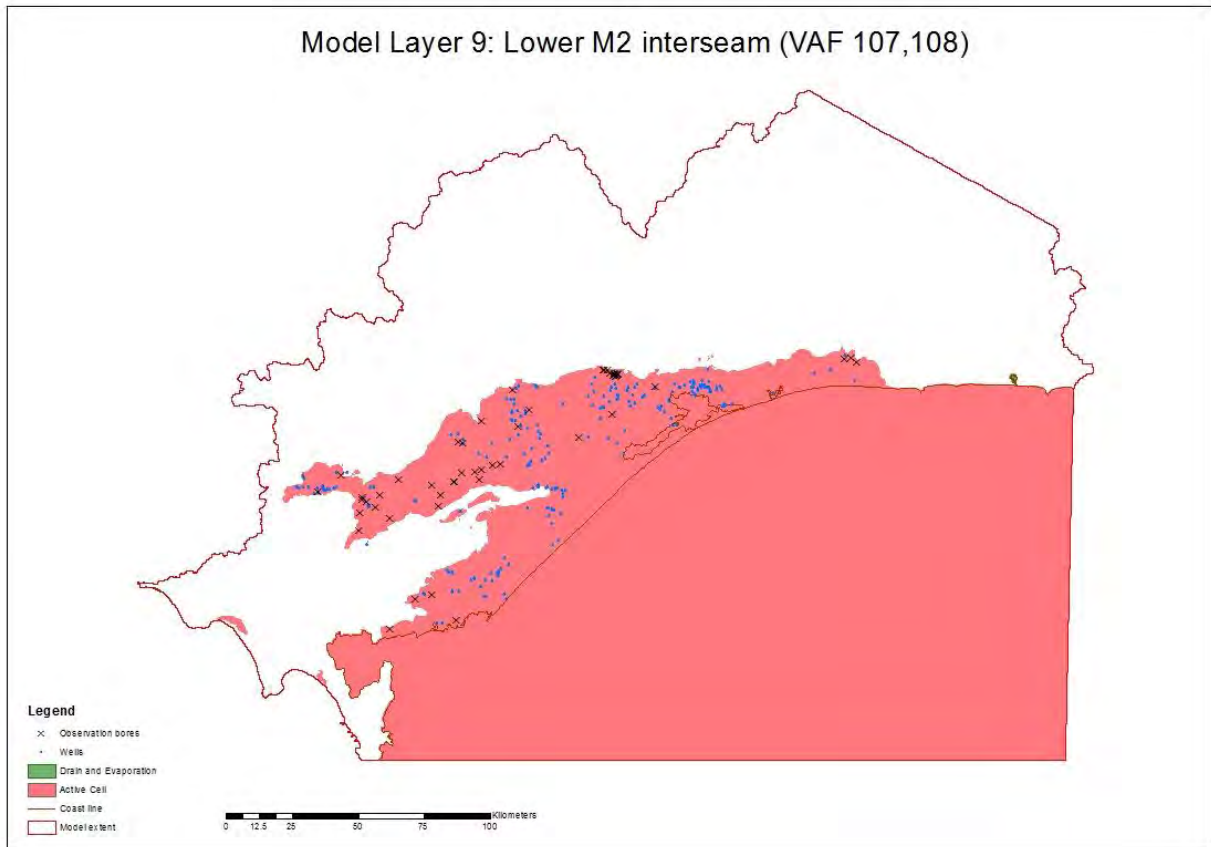 Model Layer 9: Lower M2 interseam (VAF 107,108)
Legend
Observation bores
Wells
Drain and Evaporation
Active Cell
Coast line
Model extent
Kilometers
0 12.5 25 50 75 100